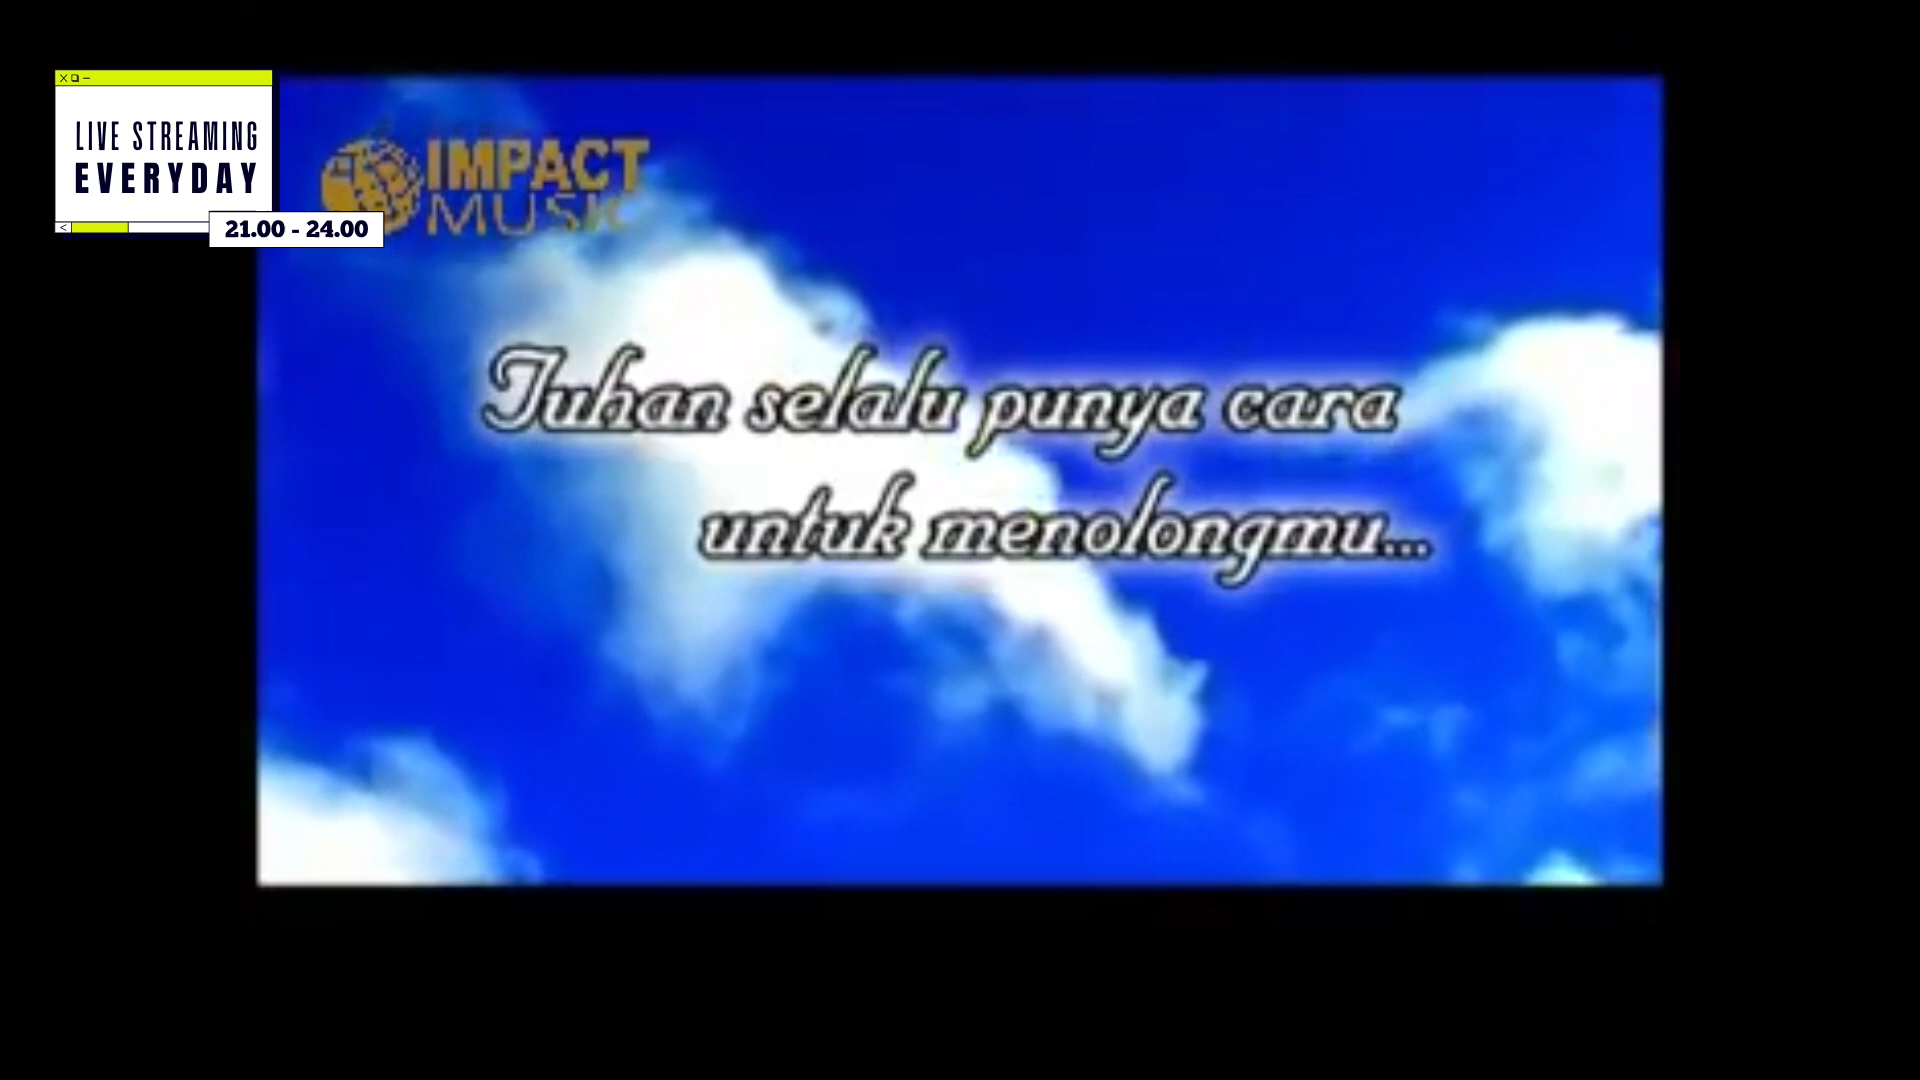 LIVE STREAMING
EVERYDAY
21.00 - 24.00
IMPACT
MUSIK
Tuhan selalu punya cara
untuk menolongmu...